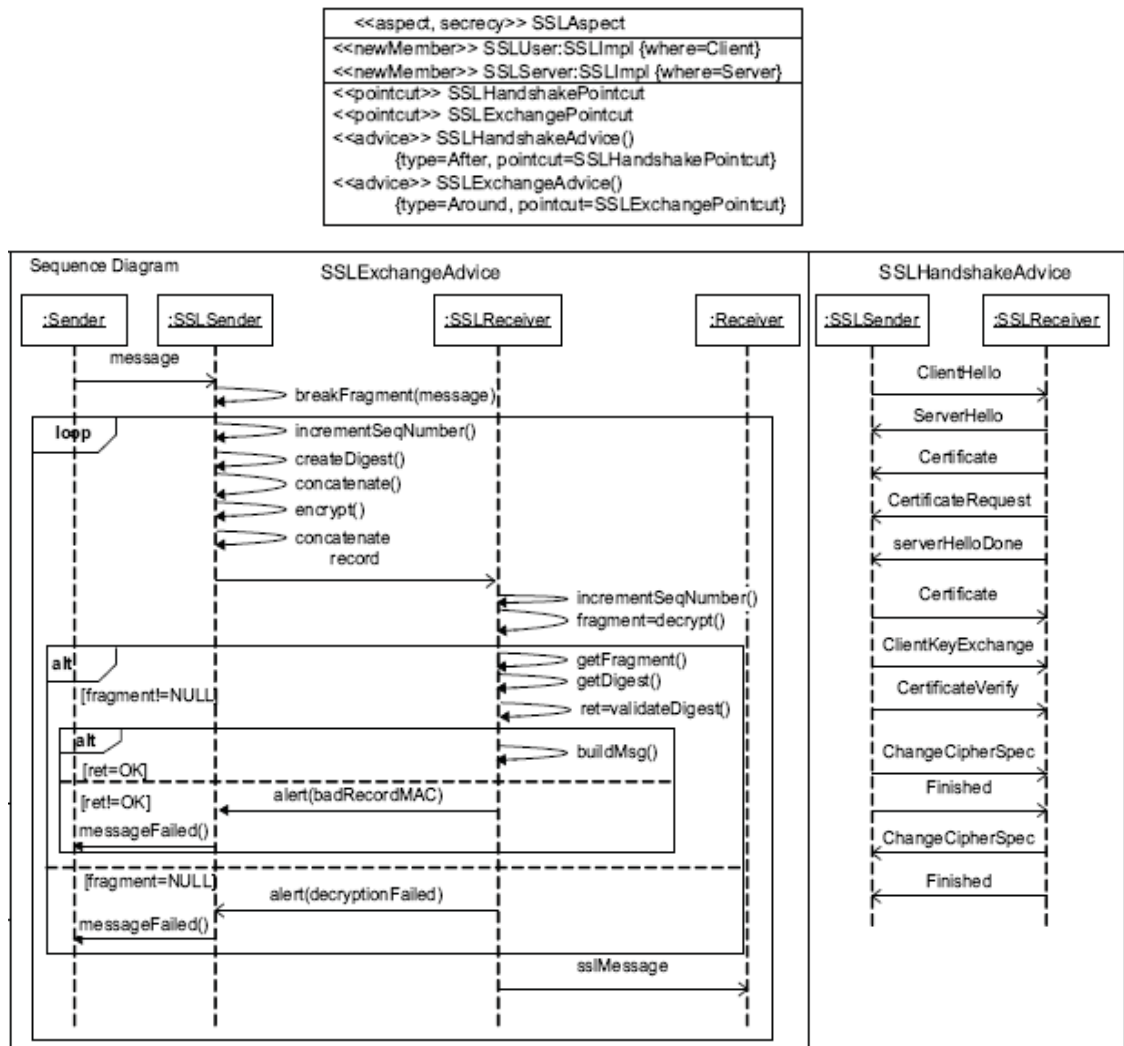 <<aspect, secrecy>> SSLAspect
<<newMember>> SSLUser:SSLImpl {where=Client}
<<newMember>> SSLServer:SSLImpl {where=Server}
<<pointcut>> SSLHandshakePointcut
<<pointcut>> SSLExchangePointcut
<<advice>> SSLHandshakeAdvice()
{type=After, pointcut=SSLHandshakePointcut}
<<advice>> SSLExchangeAdvice()
{type=Around, pointcut=SSLExchangePointcut}
Sequence Diagram
SSLExchangeAdvice
:Sender
:SSLSender
:SSLReceiver
:Receiver
message
breakFragment(message)
loop
incrementSeqNumber()
createDigest()
concatenate()
encrypt()
concatenate
record
incrementSeqNumber()
fragment=decrypt()
alt
getFragment()
getDigest()
[fragment!=NULL]
ret=validateDigest()
alt
buildMsg()
[ret=OK]
[ret!=OK]
alert(badRecordMAC)
messageFailed()
[fragment=NULL]
alert(decryptionFailed)
messageFailed()
sslMessage
SSLHandshakeAdvice
:SSLSender
:SSLReceiver
ClientHello
ServerHello
Certificate
CertificateRequest
serverHelloDone
Certificate
ClientKeyExchange
CertificateVerify
ChangeCipherSpec
Finished
ChangeCipherSpec
Finished